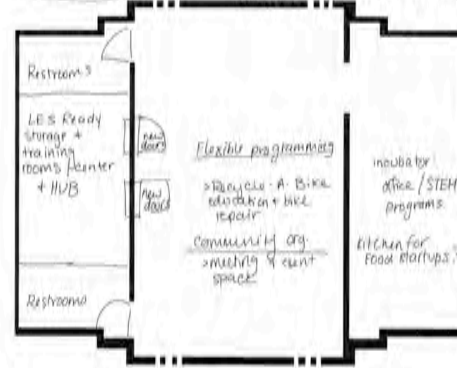 Restrooms
LES Ready
storage +
training
rooms/center
+ HUB
Restrooms
new
doors
new
doors
Flexible programming
>Recycle-A-Bike
education + bike
repair
Community org.
>meeting & event
space
incubator
office / STEM
programs
kitchen for
Food startups.